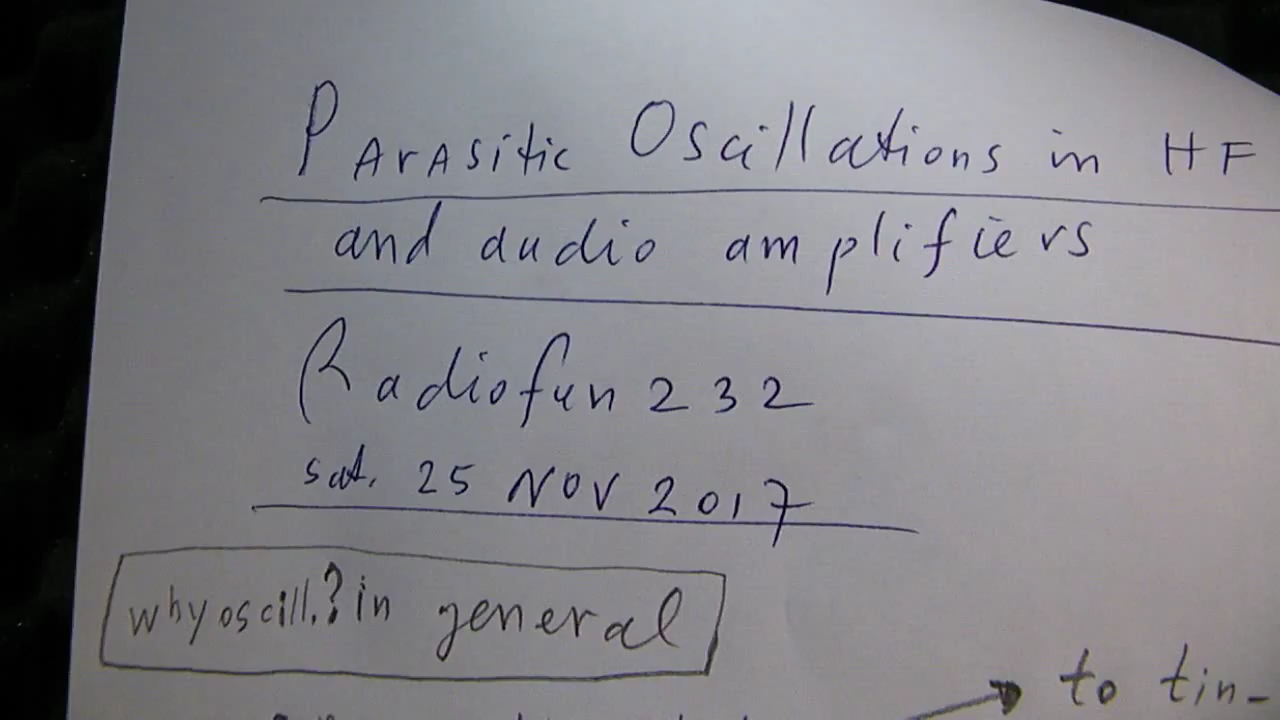 Parasitic Oscillations in HF
and audio amplifiers
Radiofun 232
sat. 25 NOV 2017
why oscill.? in general
to tin-